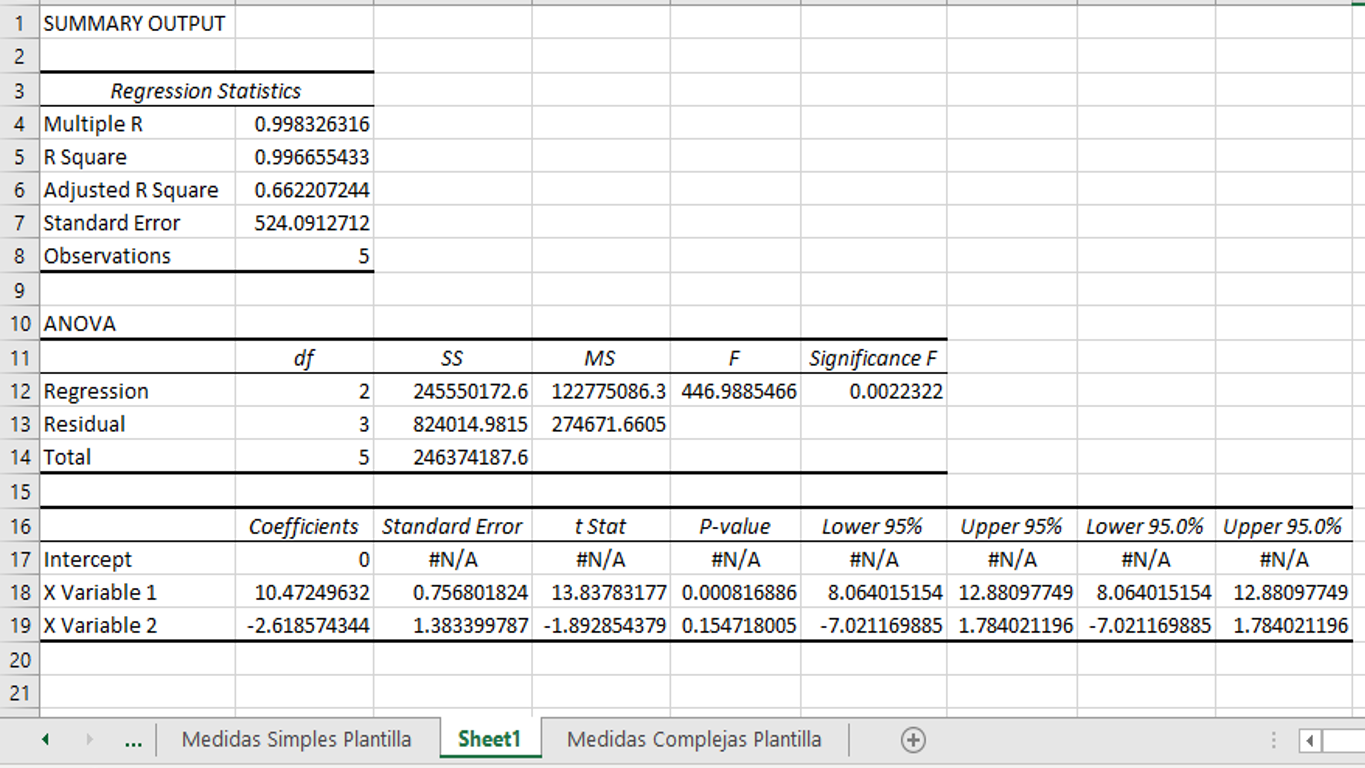 1 SUMMARY OUTPUT
2
3 Regression Statistics
4 Multiple R 0.998326316
5 R Square 0.996655433
6 Adjusted R Square 0.662207244
7 Standard Error 524.0912712
8 Observations 5
9
10 ANOVA
11 df SS MS F Significance F
12 Regression 2 245550172.6 122775086.3 446.9885466 0.0022322
13 Residual 3 824014.9815 274671.6605
14 Total 5 246374187.6
15
16 Coefficients Standard Error t Stat P-value Lower 95% Upper 95% Lower 95.0% Upper 95.0%
17 Intercept 0 #N/A #N/A #N/A #N/A #N/A #N/A #N/A
18 X Variable 1 10.47249632 0.756801824 13.83783177 0.000816886 8.064015154 12.88097749 8.064015154 12.88097749
19 X Variable 2 -2.618574344 1.383399787 -1.892854379 0.154718005 -7.021169885 1.784021196 -7.021169885 1.784021196
20
21
... Medidas Simples Plantilla Sheet1 Medidas Complejas Plantilla